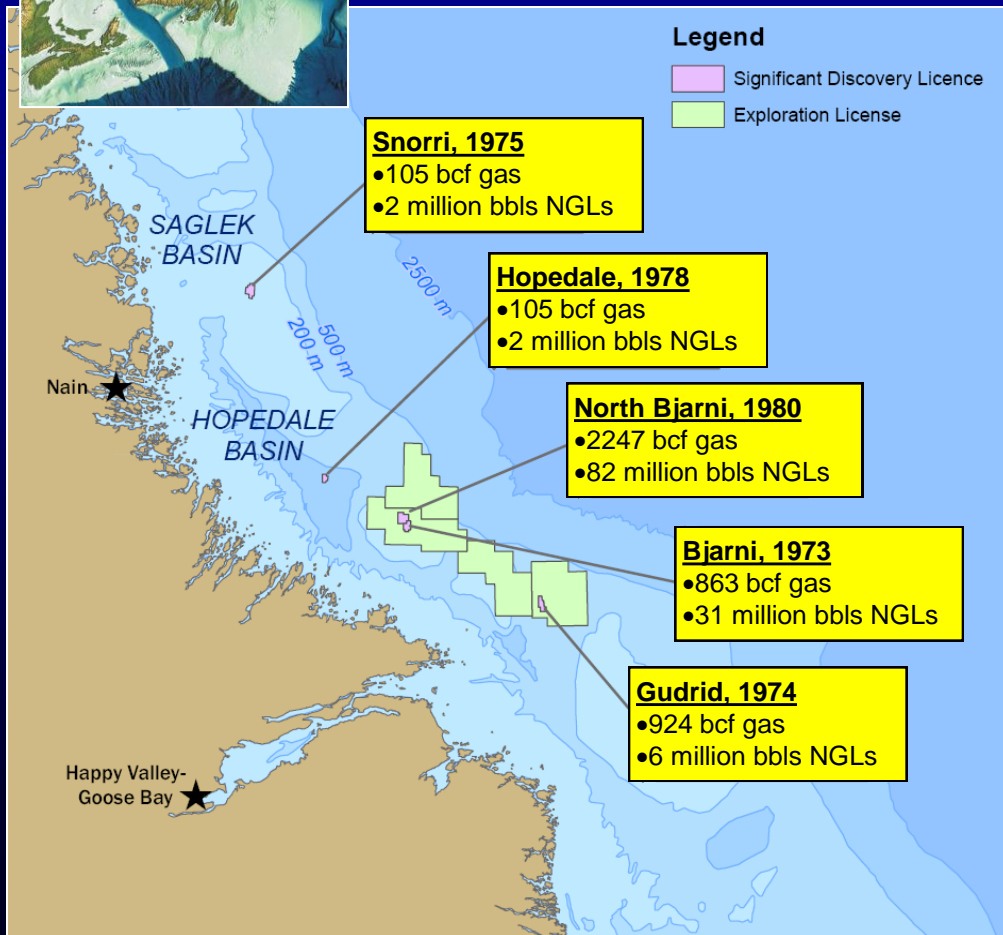 Legend
Significant Discovery Licence
Exploration License
Snorri, 1975
•105 bcf gas
•2 million bbls NGLs
SAGLEK
BASIN
2500 m
Hopedale, 1978
•105 bcf gas
•2 million bbls NGLs
500 m
200 m
Nain
HOPEDALE
BASIN
North Bjarni, 1980
•2247 bcf gas
•82 million bbls NGLs
Bjarni, 1973
•863 bcf gas
•31 million bbls NGLs
Gudrid, 1974
•924 bcf gas
•6 million bbls NGLs
Happy Valley-
Goose Bay